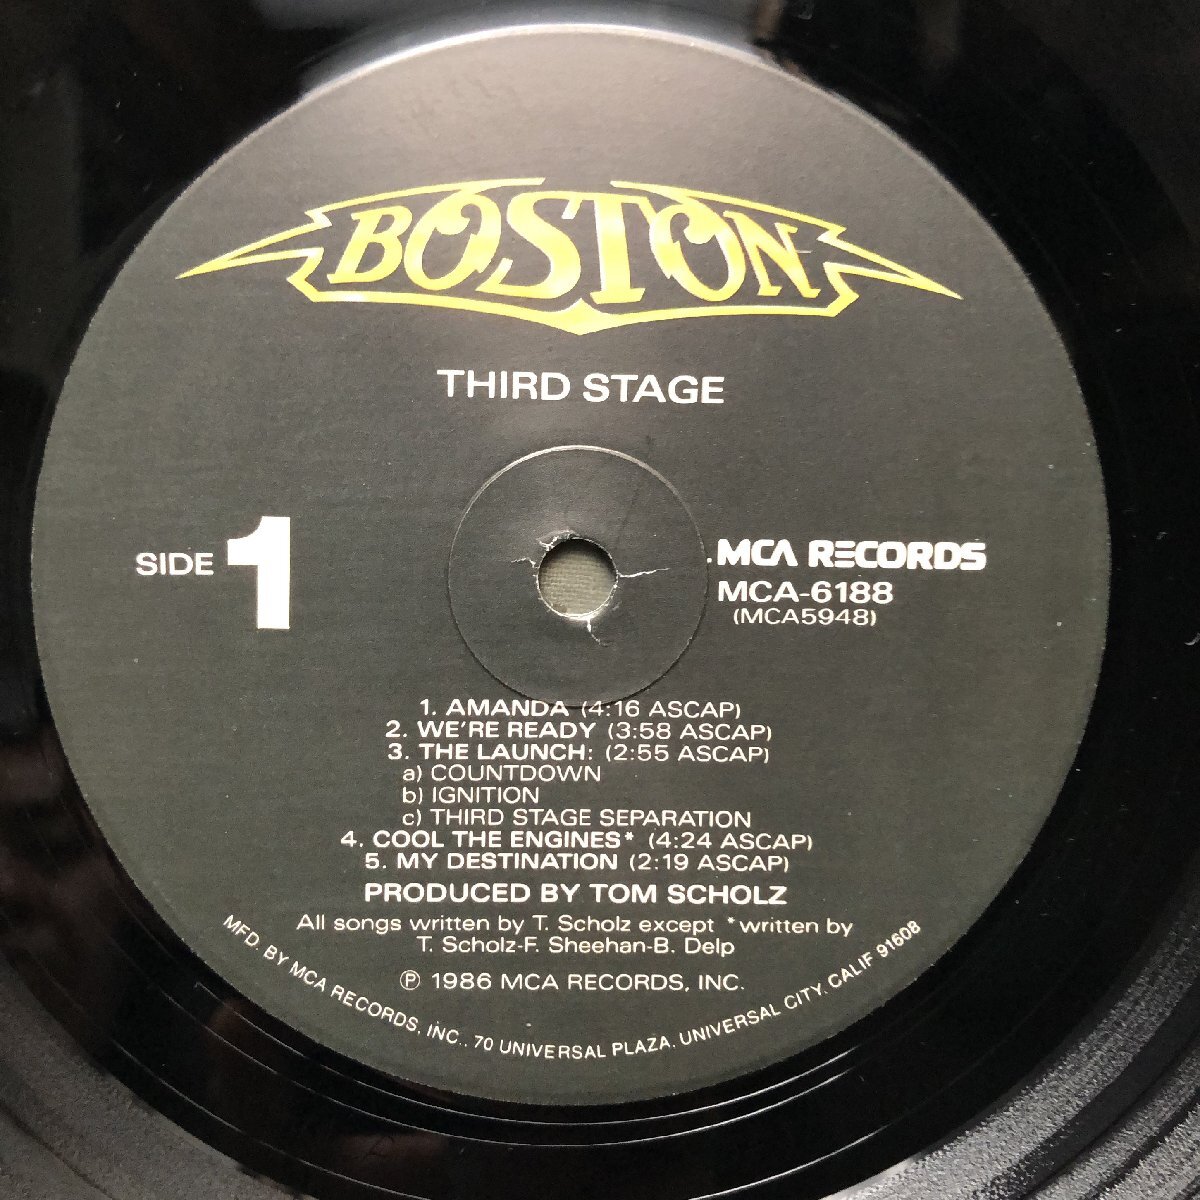 BOSTON
THIRD STAGE
SIDE 1
MCA RECORDS
MCA-6188
(MCA5948)
1. AMANDA (4:16 ASCAP)
2. WE'RE READY (3:58 ASCAP)
3. THE LAUNCH: (2:55 ASCAP)
a) COUNTDOWN
b) IGNITION
c) THIRD STAGE SEPARATION
4. COOL THE ENGINES* (4:24 ASCAP)
5. MY DESTINATION (2:19 ASCAP)
PRODUCED BY TOM SCHOLZ
All songs written by T. Scholz except *written by
T. Scholz-F. Sheehan-B. Delp
℗ 1986 MCA RECORDS, INC.
MFD. BY MCA RECORDS, INC., 70 UNIVERSAL PLAZA, UNIVERSAL CITY, CALIF 91608